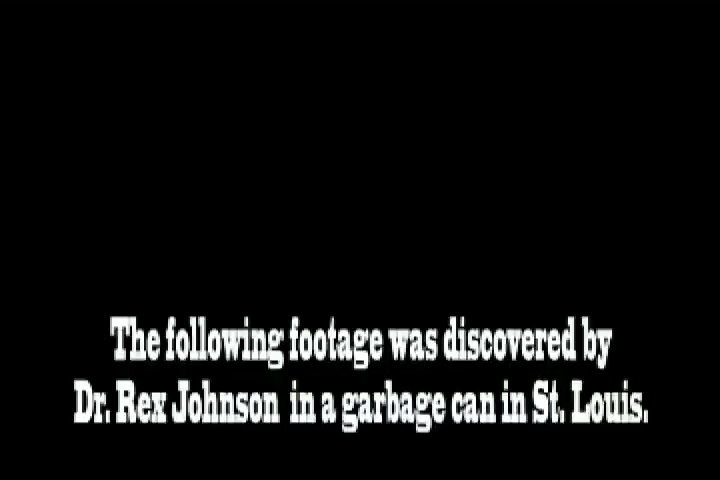 The following footage was discovered by
Dr. Rex Johnson in a garbage can in St. Louis.